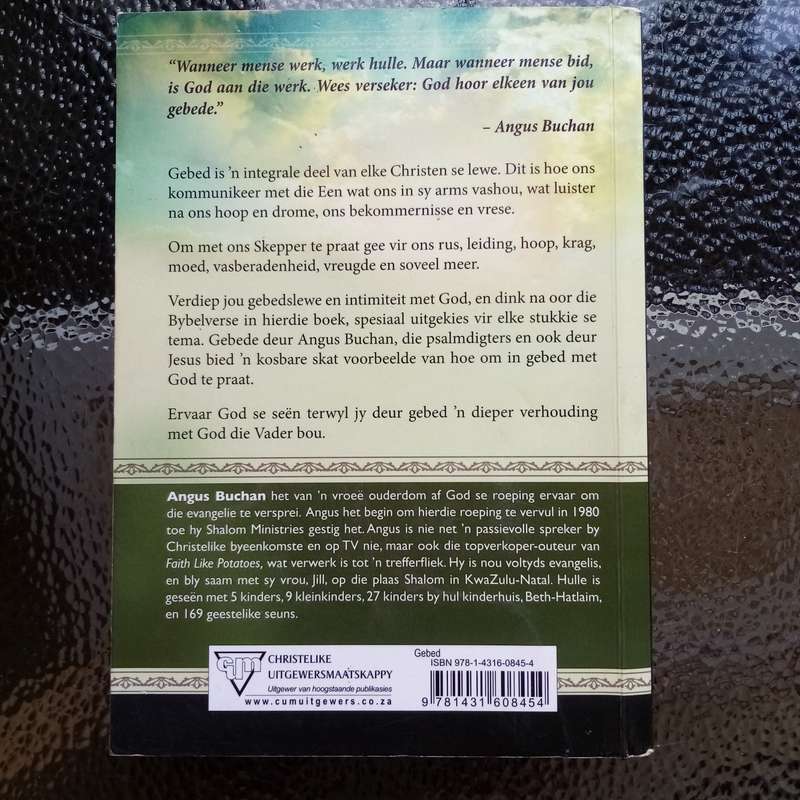 “Wanneer mense werk, werk hulle. Maar wanneer mense bid,
is God aan die werk. Wees verseker: God hoor elkeen van jou
gebede.”
– Angus Buchan
Gebed is ’n integrale deel van elke Christen se lewe. Dit is hoe ons
kommunikeer met die Een wat ons in sy arms vashou, wat luister
na ons hoop en drome, ons bekommernisse en vrese.
Om met ons Skepper te praat gee vir ons rus, leiding, hoop, krag,
moed, vasberadenheid, vreugde en soveel meer.
Verdiep jou gebedslewe en intimiteit met God, en dink na oor die
Bybelverse in hierdie boek, spesiaal uitgekies vir elke stukkie se
tema. Gebede deur Angus Buchan, die psalmdigters en ook deur
Jesus bied ’n kosbare skat voorbeelde van hoe om in gebed met
God te praat.
Ervaar God se seën terwyl jy deur gebed ’n dieper verhouding
met God die Vader bou.
Angus Buchan het van ’n vroeë ouderdom af God se roeping ervaar om
die evangelie te versprei. Angus het begin om hierdie roeping te vervul in 1980
toe hy Shalom Ministries gestig het. Angus is nie net ’n passievolle spreker by
Christelike byeenkomste en op TV nie, maar ook die topverkoper-outeur van
Faith Like Potatoes, wat verwerk is tot ’n trefferfliek. Hy is nou voltyds evangelis,
en bly saam met sy vrou, Jill, op die plaas Shalom in KwaZulu-Natal. Hulle is
geseën met 5 kinders, 9 kleinkinders, 27 kinders by hul kinderhuis, Beth-Hatlaim,
en 169 geestelike seuns.
CUM
CHRISTELIKE
UITGEWERSMAATSKAPPY
Uitgewer van hoogstaande publikasies
www.cumuitgewers.co.za
Gebed
ISBN 978-1-4316-0845-4
9 781431 608454